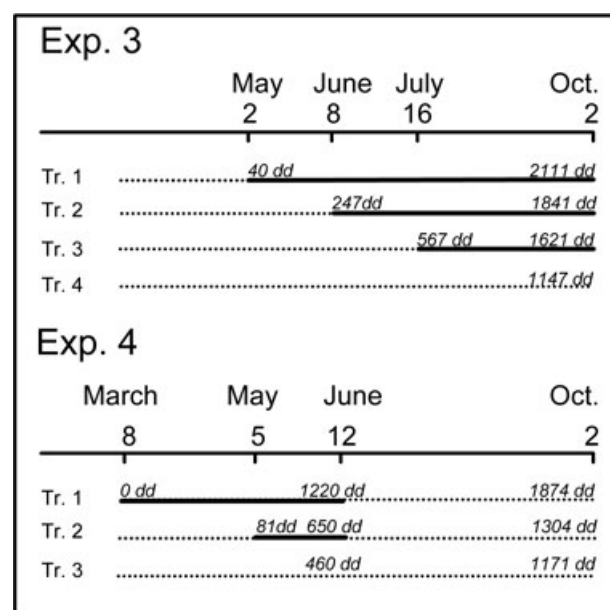 Exp. 3
May June July Oct.
2 8 16 2
Tr. 1 40 dd 2111 dd
Tr. 2 247dd 1841 dd
Tr. 3 567 dd 1621 dd
Tr. 4 1147 dd
Exp. 4
March May June Oct.
8 5 12 2
Tr. 1 0 dd 1220 dd 1874 dd
Tr. 2 81dd 650 dd 1304 dd
Tr. 3 460 dd 1171 dd